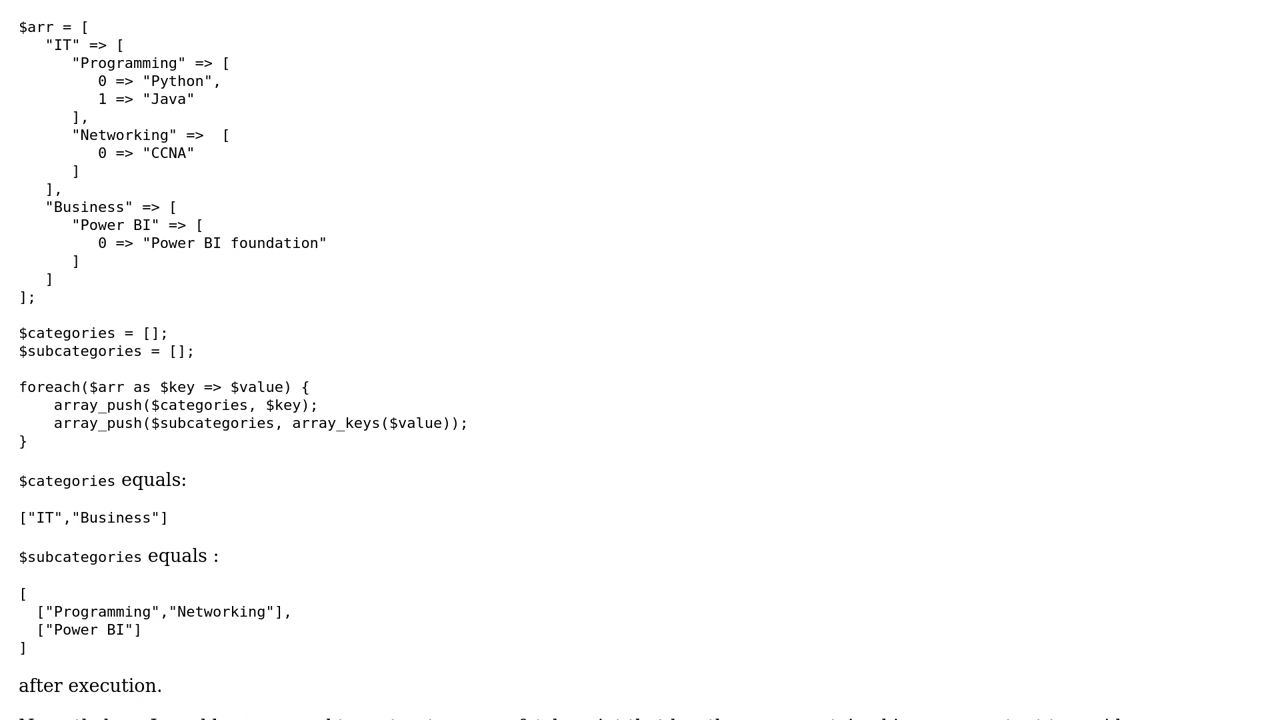 $arr = [
   "IT" => [
      "Programming" => [
         0 => "Python",
         1 => "Java"
      ],
      "Networking" =>  [
         0 => "CCNA"
      ]
   ],
   "Business" => [
      "Power BI" => [
         0 => "Power BI foundation"
      ]
   ]
];

$categories = [];
$subcategories = [];

foreach($arr as $key => $value) {
    array_push($categories, $key);
    array_push($subcategories, array_keys($value));
}
$categories equals:
["IT","Business"]
$subcategories equals :
[
  ["Programming","Networking"],
  ["Power BI"]
]
after execution.